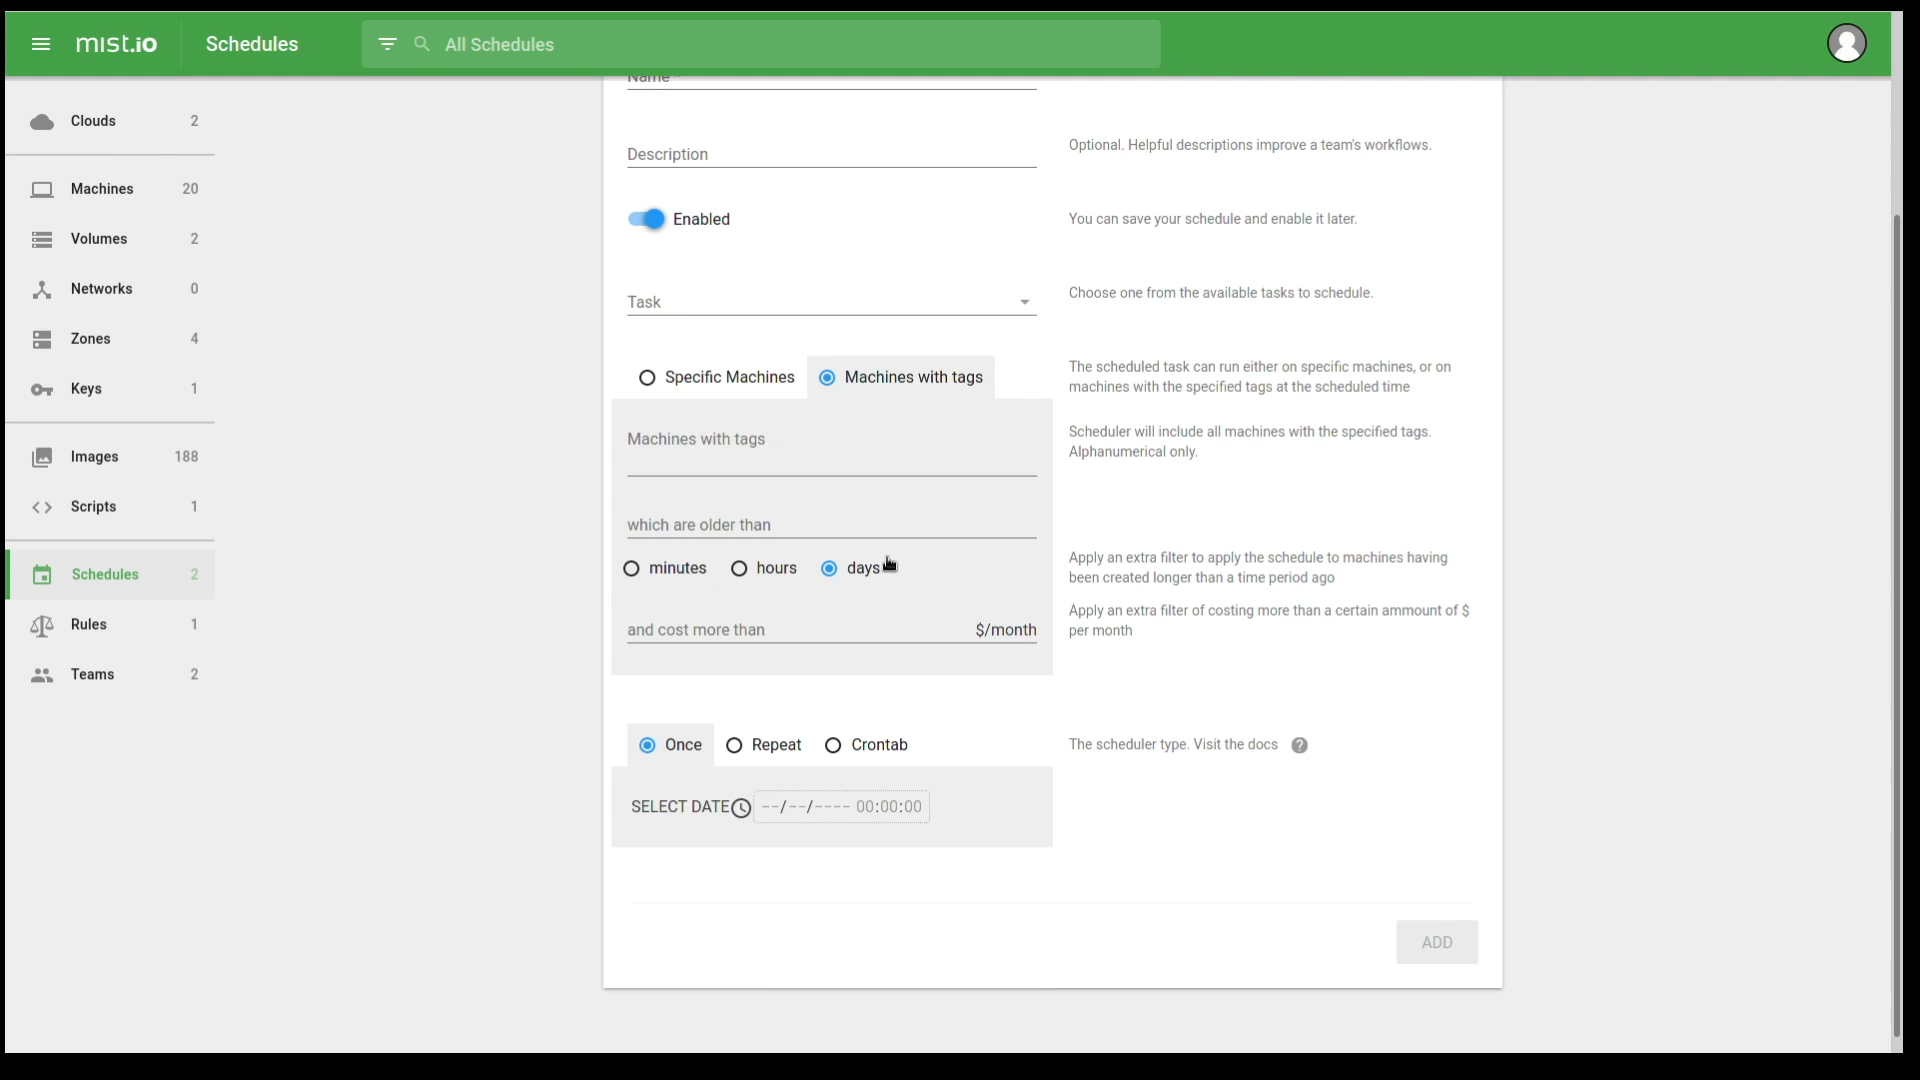 mist.io
Schedules
All Schedules
Clouds 2
Machines 20
Volumes 2
Networks 0
Zones 4
Keys 1
Images 188
Scripts 1
Schedules 2
Rules 1
Teams 2
Name *
Description
Optional. Helpful descriptions improve a team's workflows.
Enabled
You can save your schedule and enable it later.
Task
Choose one from the available tasks to schedule.
Specific Machines
Machines with tags
The scheduled task can run either on specific machines, or on
machines with the specified tags at the scheduled time
Machines with tags
Scheduler will include all machines with the specified tags.
Alphanumerical only.
which are older than
minutes hours days
Apply an extra filter to apply the schedule to machines having
been created longer than a time period ago
and cost more than $/month
Apply an extra filter of costing more than a certain ammount of $
per month
Once Repeat Crontab
The scheduler type. Visit the docs ?
SELECT DATE --/--/---- 00:00:00
ADD